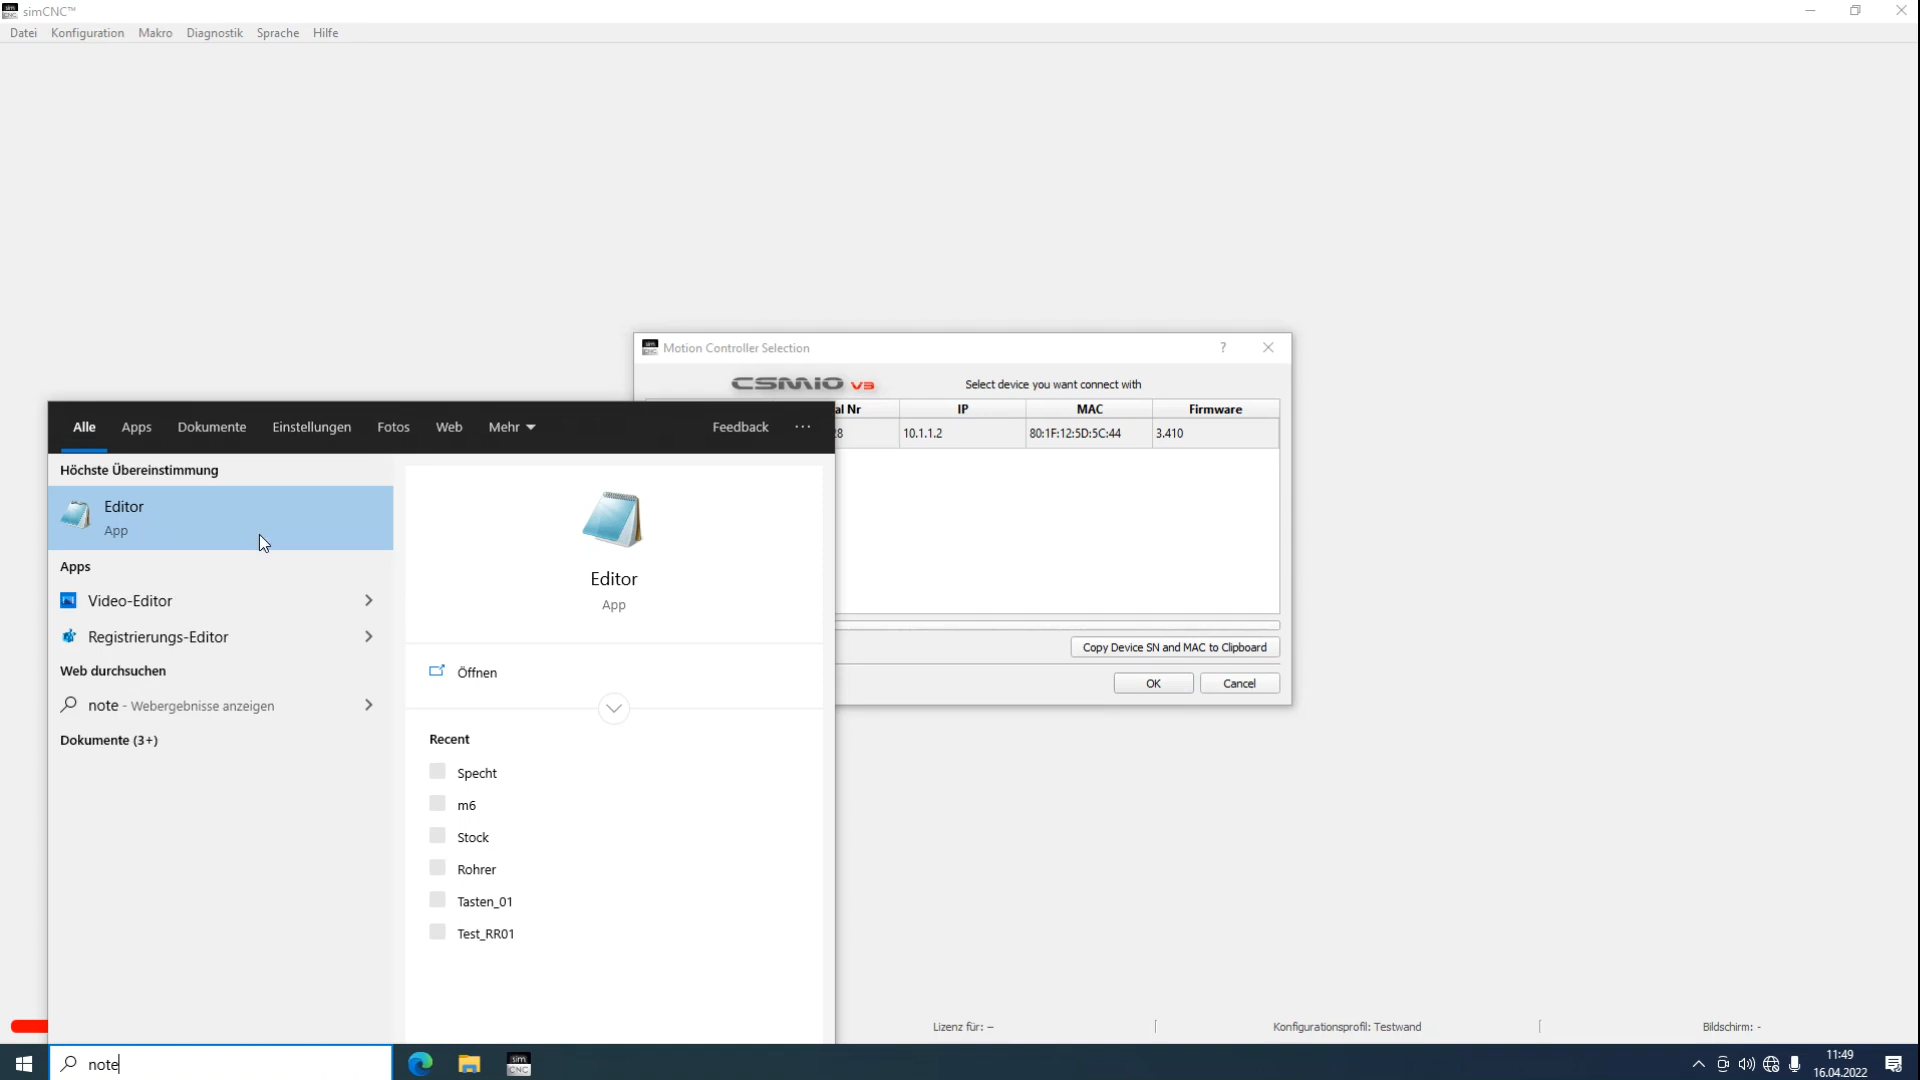 simCNC™
Datei Konfiguration Makro Diagnostik Sprache Hilfe
Motion Controller Selection
?
CSMIO V3
Select device you want connect with
al Nr IP MAC Firmware
10.1.1.2 80:1F:12:5D:5C:44 3.410
Copy Device SN and MAC to Clipboard
OK Cancel
Alle Apps Dokumente Einstellungen Fotos Web Mehr Feedback ···
Höchste Übereinstimmung
Editor
App
Apps
Video-Editor
Registrierungs-Editor
Web durchsuchen
note - Webergebnisse anzeigen
Dokumente (3+)
Editor
App
Öffnen
Recent
Specht
m6
Stock
Rohrer
Tasten_01
Test_RR01
Lizenz für: --
Konfigurationsprofil: Testwand
Bildschirm: -
note
sim
CNC
11:49
16.04.2022